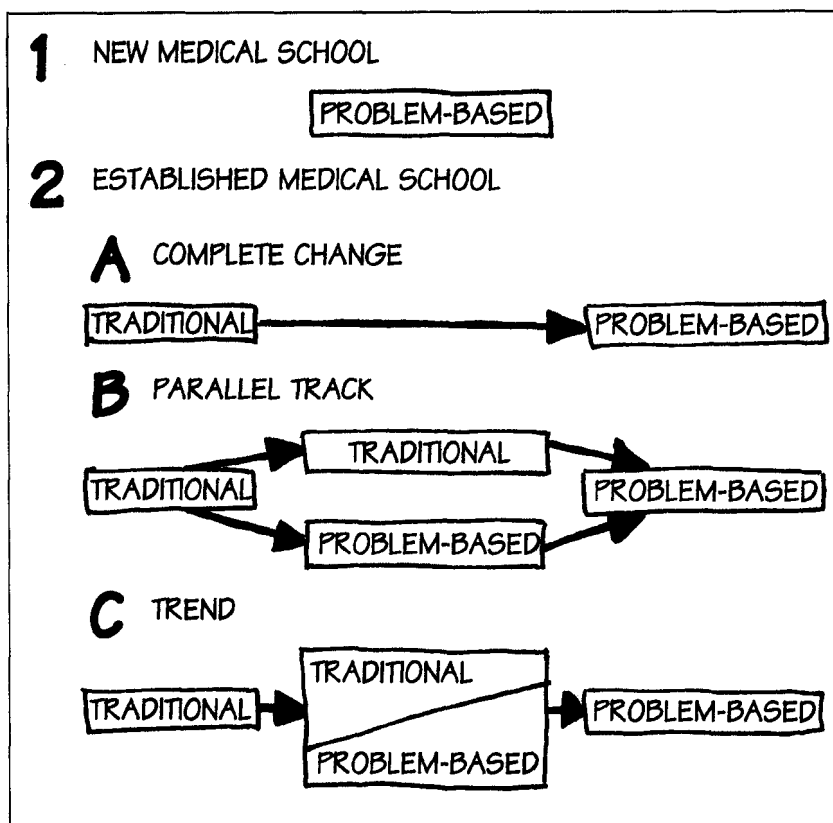 1 NEW MEDICAL SCHOOL
PROBLEM-BASED
2 ESTABLISHED MEDICAL SCHOOL
A COMPLETE CHANGE
TRADITIONAL PROBLEM-BASED
B PARALLEL TRACK
TRADITIONAL
TRADITIONAL PROBLEM-BASED
PROBLEM-BASED
C TREND
TRADITIONAL
TRADITIONAL PROBLEM-BASED
PROBLEM-BASED